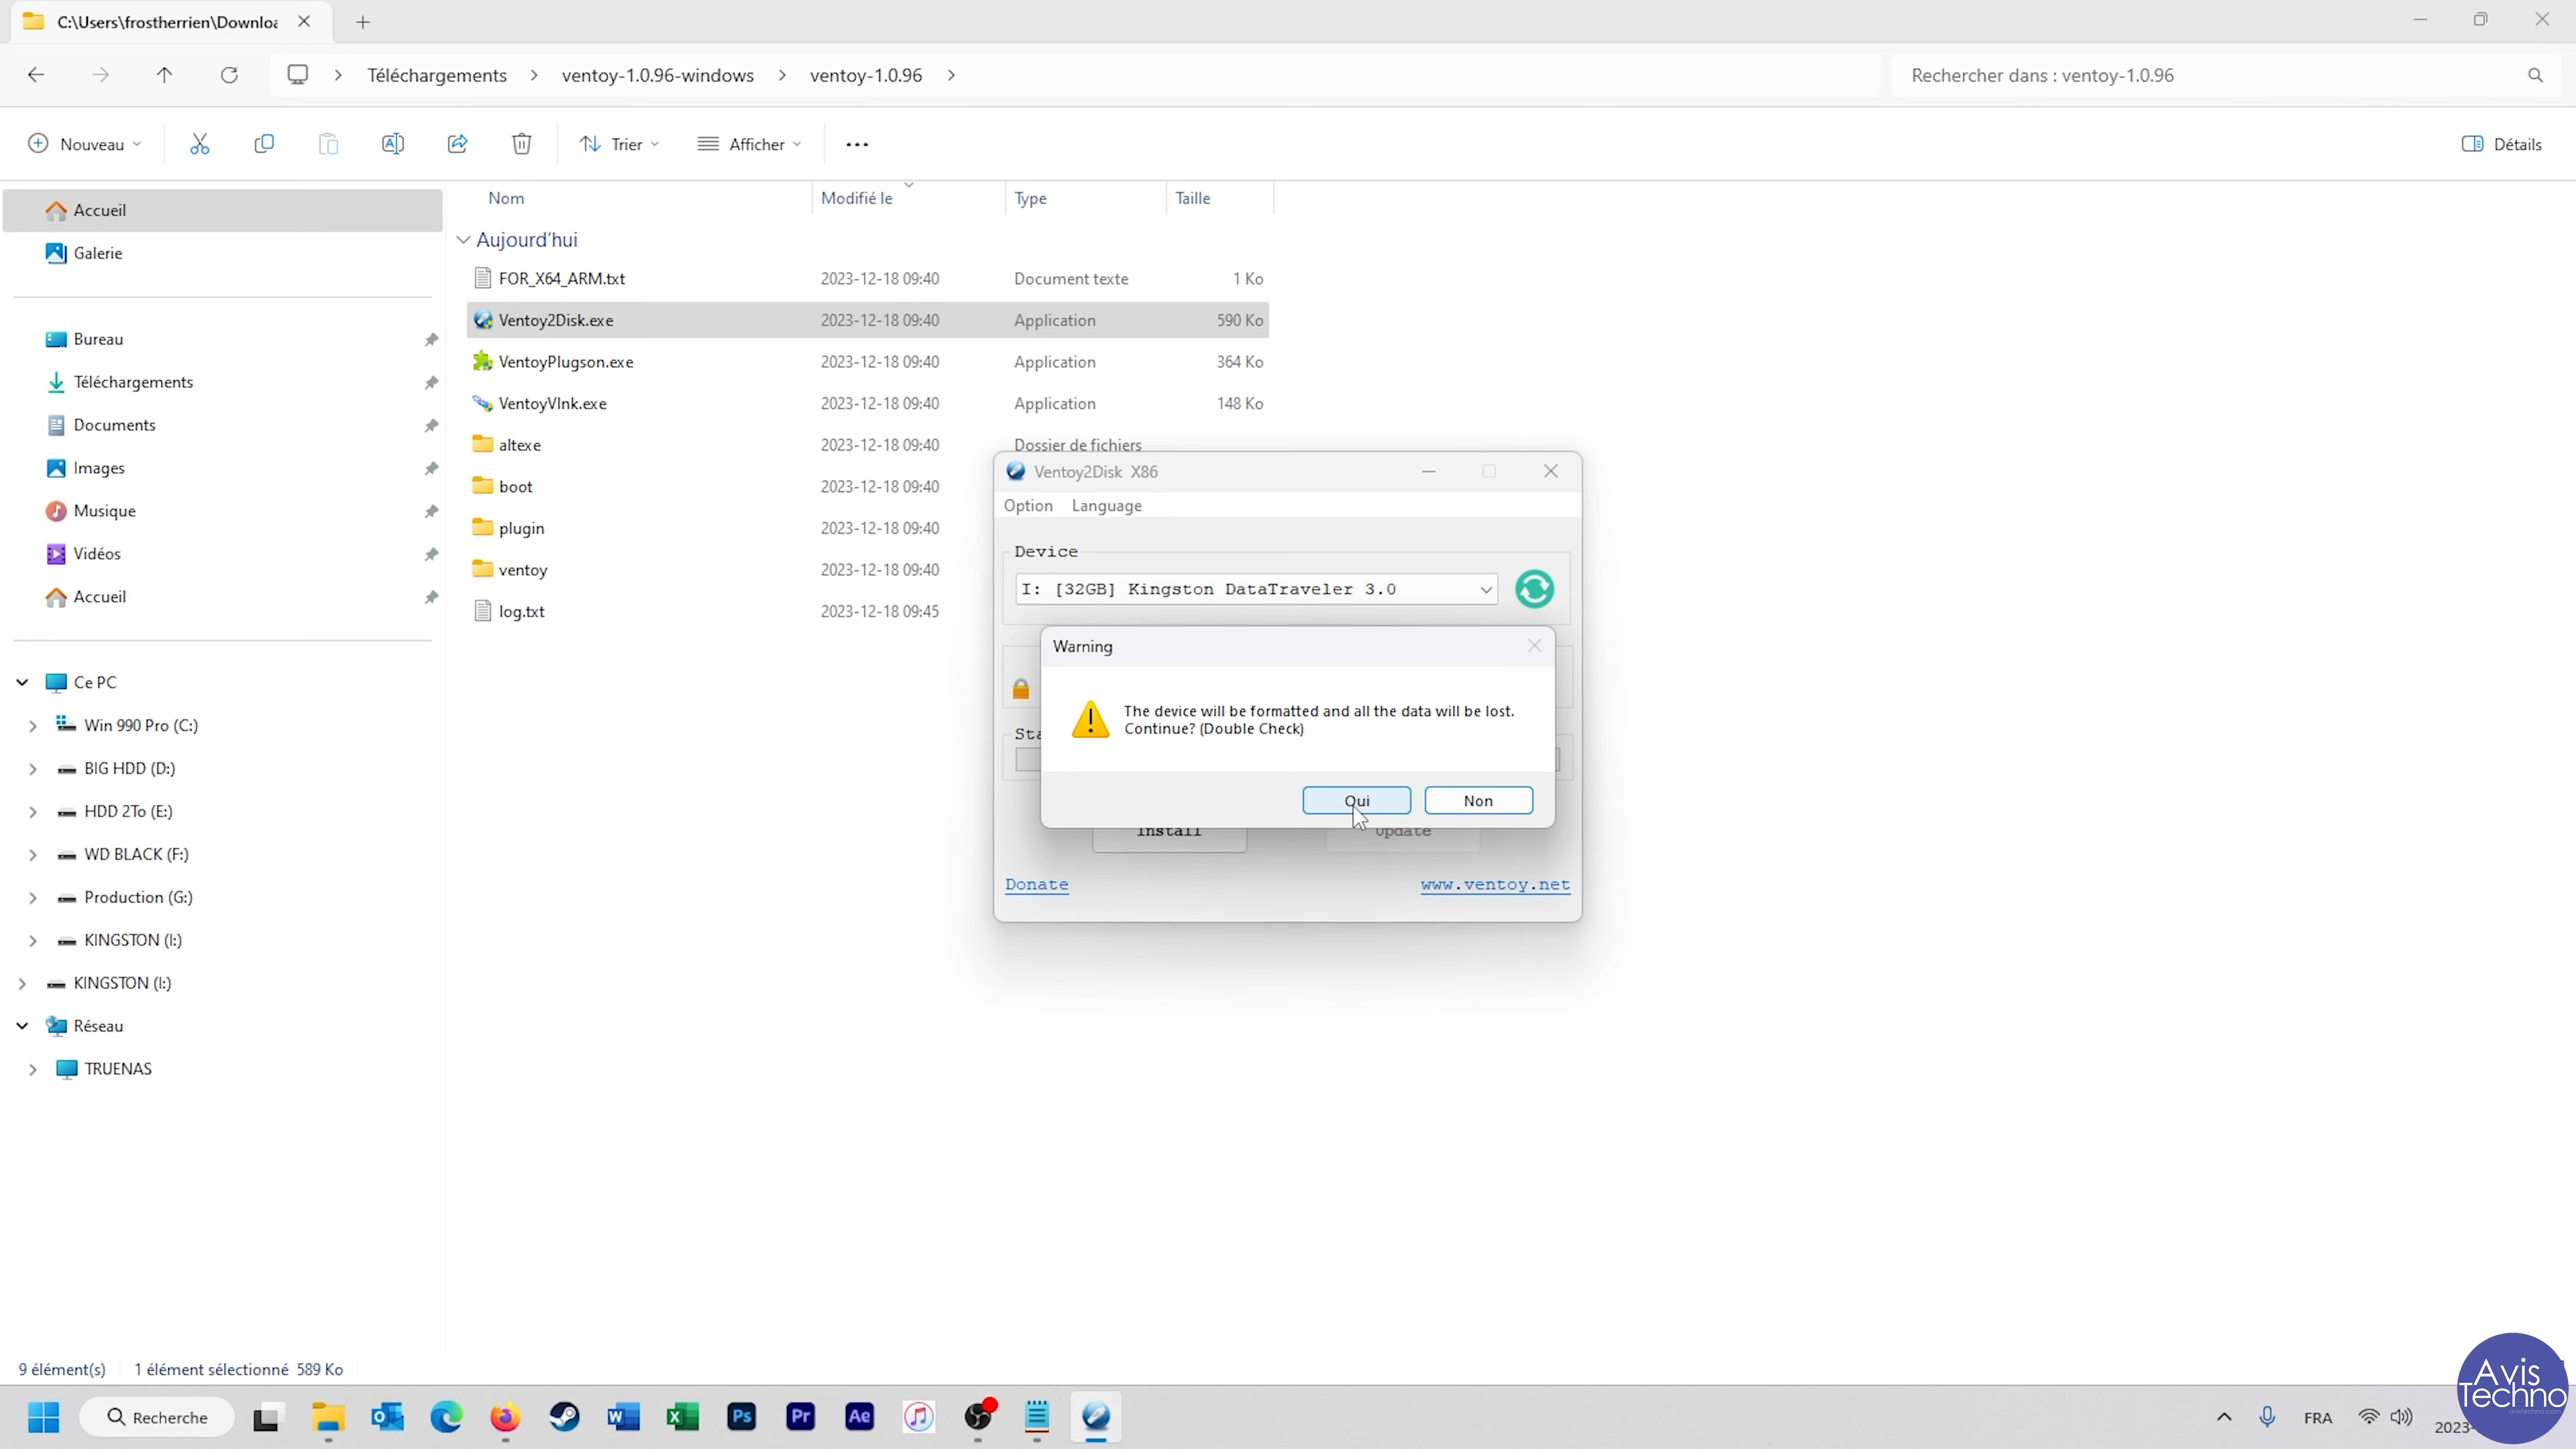 C:\Users\frostherrien\Downloa
Téléchargements > ventoy-1.0.96-windows > ventoy-1.0.96 >
Rechercher dans : ventoy-1.0.96
Nouveau
Trier
Afficher
Détails
Nom Modifié le Type Taille
Aujourd'hui
FOR_X64_ARM.txt 2023-12-18 09:40 Document texte 1 Ko
Ventoy2Disk.exe 2023-12-18 09:40 Application 590 Ko
VentoyPlugson.exe 2023-12-18 09:40 Application 364 Ko
VentoyVlnk.exe 2023-12-18 09:40 Application 148 Ko
altexe 2023-12-18 09:40 Dossier de fichiers
boot 2023-12-18 09:40
plugin 2023-12-18 09:40
ventoy 2023-12-18 09:40
log.txt 2023-12-18 09:45
Accueil
Galerie
Bureau
Téléchargements
Documents
Images
Musique
Vidéos
Accueil
Ce PC
Win 990 Pro (C:)
BIG HDD (D:)
HDD 2To (E:)
WD BLACK (F:)
Production (G:)
KINGSTON (I:)
KINGSTON (I:)
Réseau
TRUENAS
Ventoy2Disk X86
Option Language
Device
I: [32GB] Kingston DataTraveler 3.0
Warning
The device will be formatted and all the data will be lost.
Continue? (Double Check)
Oui Non
Sta
Install Update
Donate www.ventoy.net
9 élément(s) 1 élément sélectionné 589 Ko
Recherche
Ps
Pr
Ae
FRA
2023-
Avis
Techno